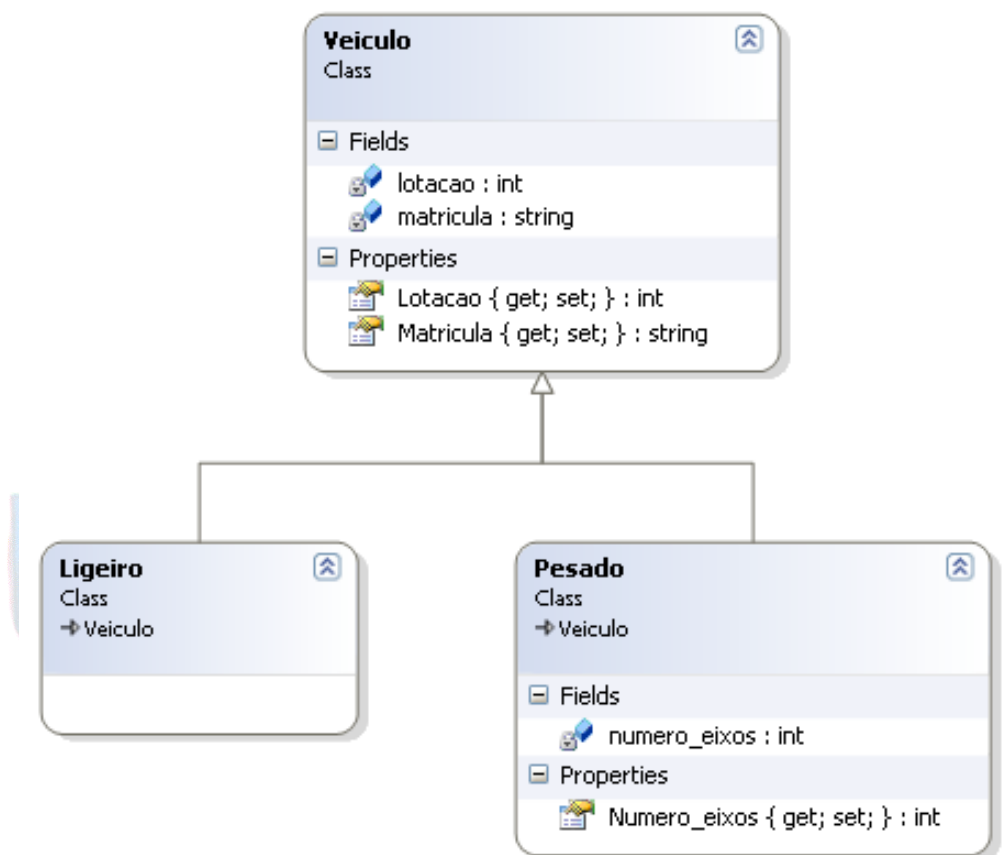 Veiculo
Class
Fields
lotacao : int
matricula : string
Properties
Lotacao { get; set; } : int
Matricula { get; set; } : string
Ligeiro
Class
Veiculo
Pesado
Class
Veiculo
Fields
numero_eixos : int
Properties
Numero_eixos { get; set; } : int